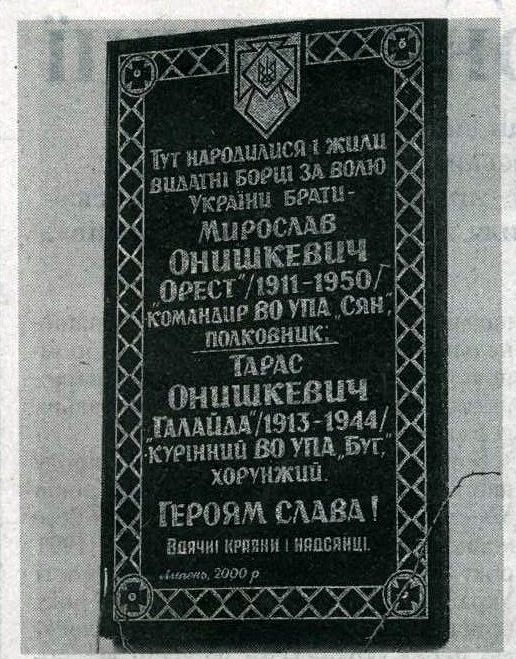 Тут народилися і жили
видатні борці за волю
України брати-
Мирослав
Онишкевич
„Орест"/1911-1950/
командир ВО УПА „Сян",
полковник;
Тарас
Онишкевич
„Галайда"/1913-1944/
курінний ВО УПА „Буг",
хорунжий.
Героям слава!
Вдячні краяни і надсянці.
Липень, 2000 р